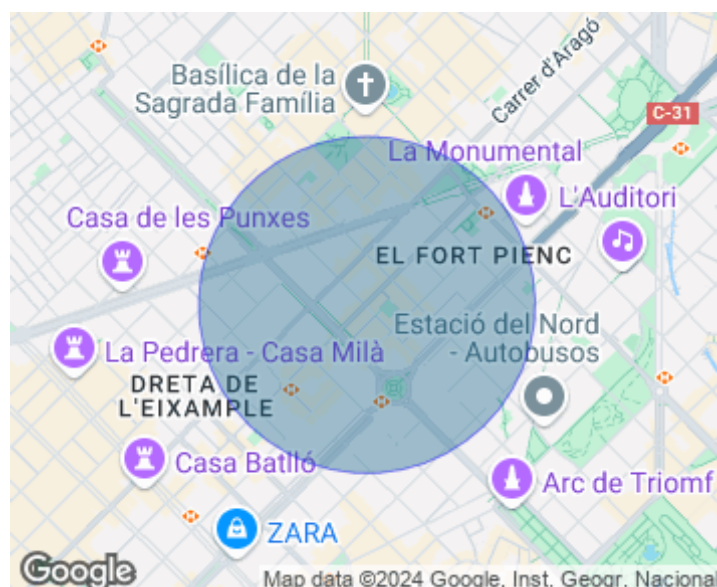 Basílica de la
Sagrada Família
Carrer d'Aragó
C-31
La Monumental
L'Auditori
Casa de les Punxes
EL FORT PIENC
Estació del Nord
- Autobusos
La Pedrera - Casa Milà
DRETA DE
L'EIXAMPLE
Casa Batlló
Arc de Triomf
ZARA
Google
Map data ©2024 Google, Inst. Geogr. Nacional